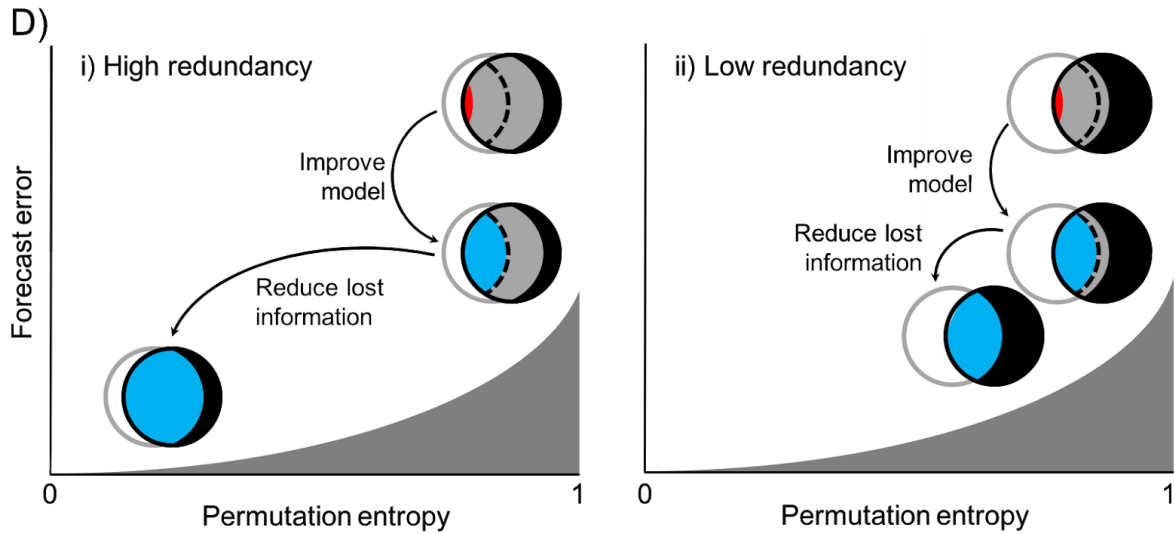 D)
i) High redundancy
Improve
model
Reduce lost
information
Forecast error
0
1
Permutation entropy
ii) Low redundancy
Improve
model
Reduce lost
information
0
1
Permutation entropy